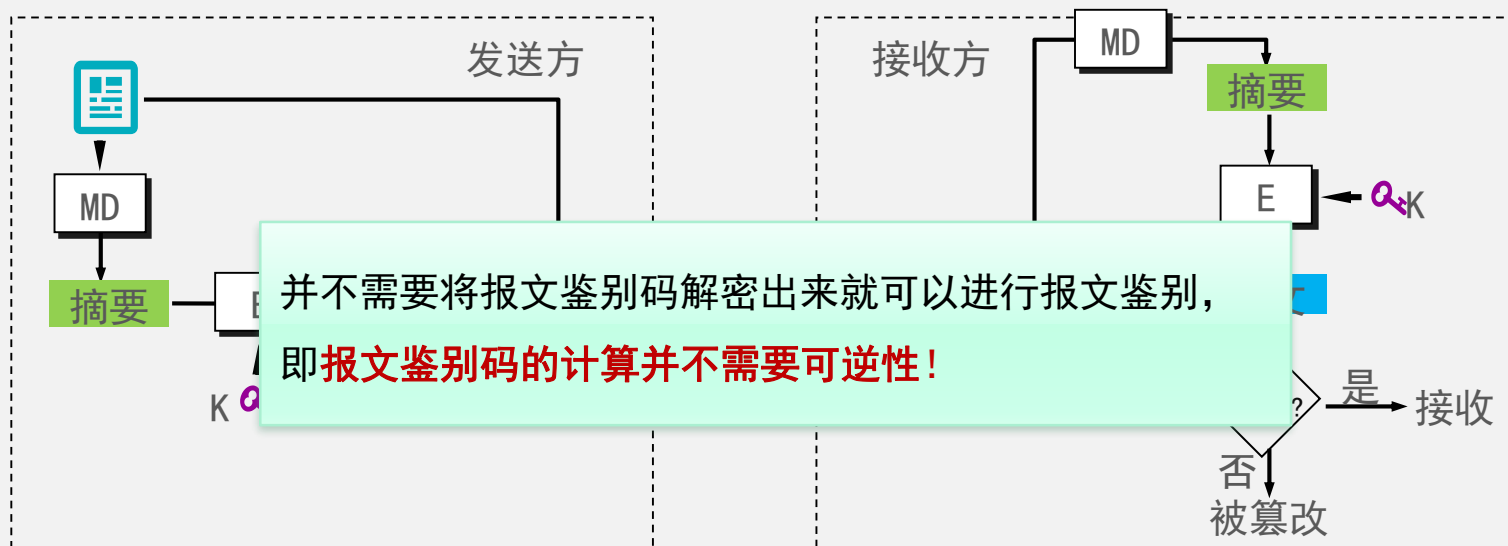 发送方
MD
摘要
K
并不需要将报文鉴别码解密出来就可以进行报文鉴别，
即报文鉴别码的计算并不需要可逆性！
接收方
MD
摘要
E
K
?
是
接收
否
被篡改